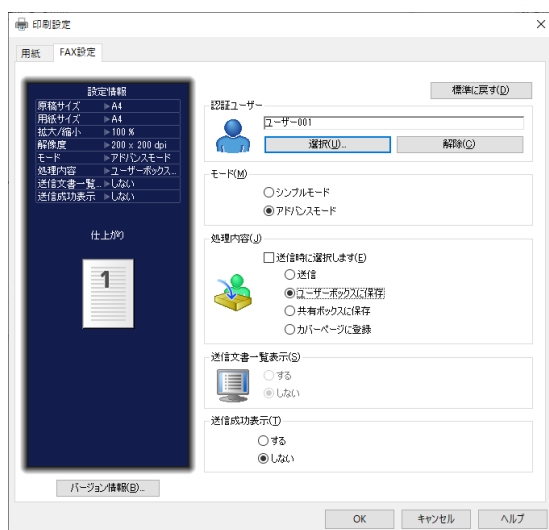 印刷設定
用紙
FAX設定
設定情報
原稿サイズ ▶A4
用紙サイズ ▶A4
拡大/縮小 ▶100 %
解像度 ▶200 x 200 dpi
モード ▶アドバンスモード
処理内容 ▶ユーザーボックス...
送信文書一覧... ▶しない
送信成功表示 ▶しない
仕上がり
1
バージョン情報(B)...
標準に戻す(D)
認証ユーザー
ユーザー001
選択(U)...
解除(C)
モード(M)
シンプルモード
アドバンスモード
処理内容(J)
送信時に選択します(E)
送信
ユーザーボックスに保存
共有ボックスに保存
カバーページに登録
送信文書一覧表示(S)
する
しない
送信成功表示(T)
する
しない
OK
キャンセル
ヘルプ